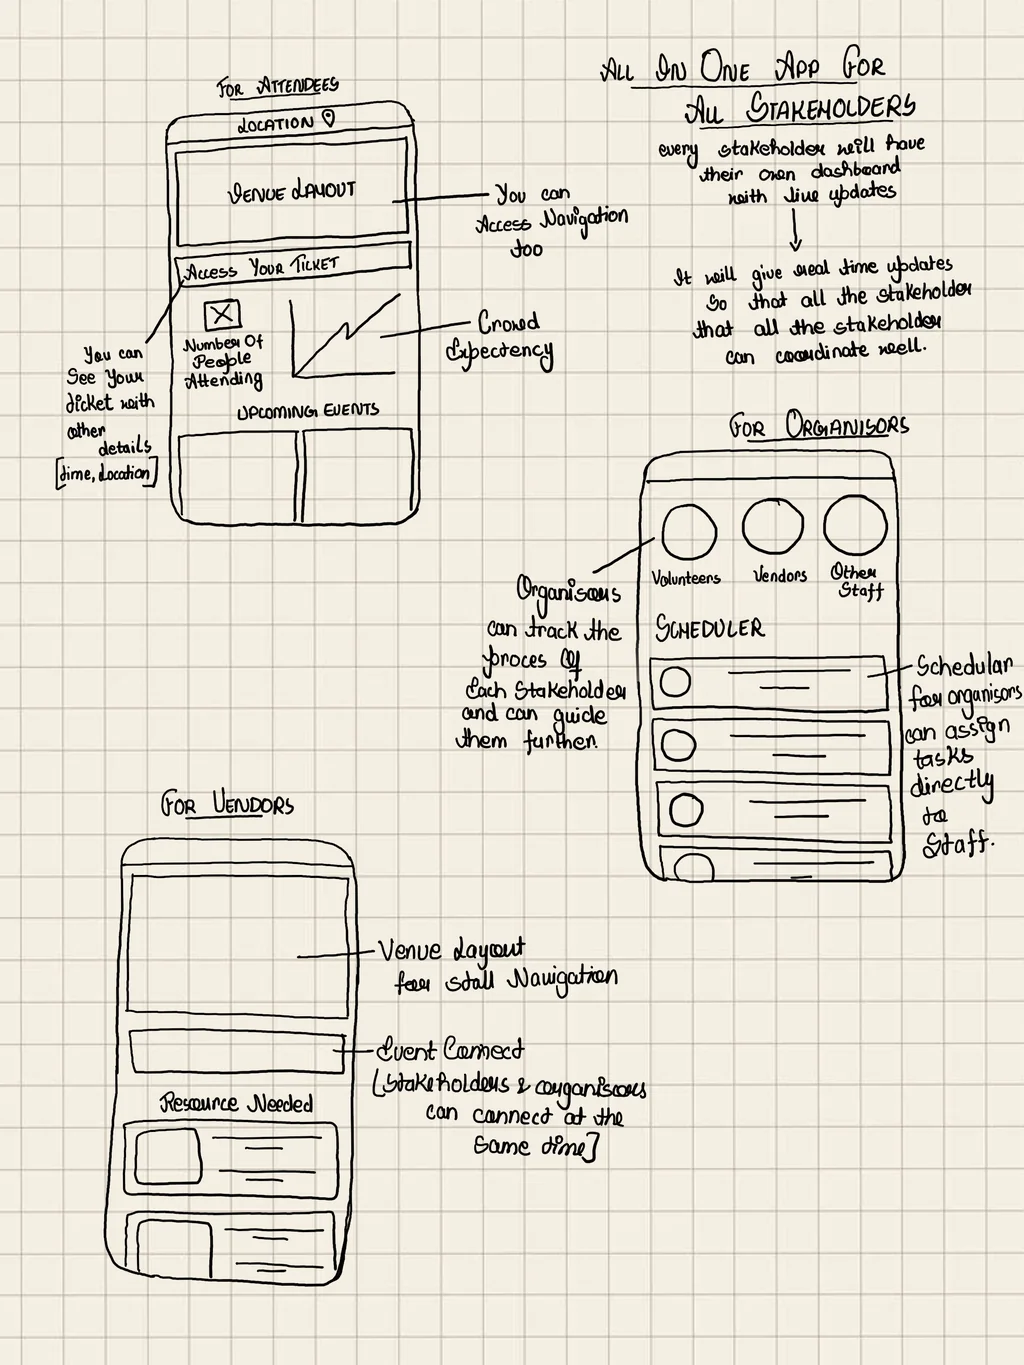 FOR ATTENDEES
LOCATION
VENUE LAYOUT
You can
Access Navigation
too
ACCESS YOUR TICKET
NUMBER OF
People
Attending
Crowd
Expectency
You can
See Your
ticket with
other
details
[time, Location]
UPCOMING EVENTS
ALL IN ONE APP FOR
ALL STAKEHOLDERS
every stakeholder will have
their own dashboard
with live updates
It will give real time updates
So that all the stakeholder
that all the stakeholder
can coordinate well.
FOR ORGANISORS
Volunteers
Vendors
Other
Staff
Organisors
can track the
proces Of
Each Stakeholder
and can guide
them further.
SCHEDULER
Schedular
for organisors
can assign
tasks
directly
to
Staff.
FOR VENDORS
Venue Layout
for stall Navigation
Event Connect
[Stakeholders & organisors
can connect at the
Same time]
Resource Needed